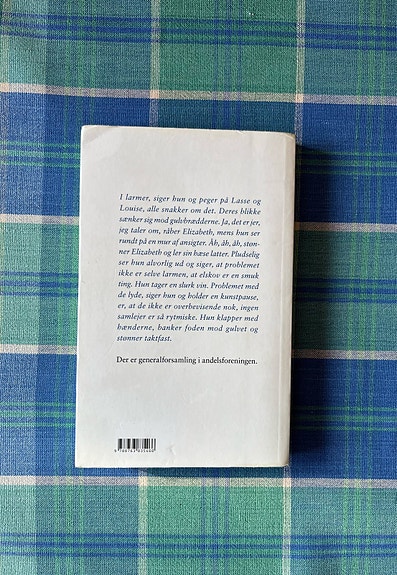 I larmer, siger hun og peger på Lasse og
Louise, alle snakker om det. Deres blikke
sænker sig mod gulvbrædderne. Ja, det er jer,
jeg taler om, råber Elizabeth, mens hun ser
rundt på en mur af ansigter. Åh, åh, åh, støn-
ner Elizabeth og ler sin hæse latter. Pludselig
ser hun alvorlig ud og siger, at problemet
ikke er selve larmen, at elskov er en smuk
ting. Hun tager en slurk vin. Problemet med
de lyde, siger hun og holder en kunstpause,
er, at de ikke er overbevisende nok, ingen
samlejer er så rytmiske. Hun klapper med
hænderne, banker foden mod gulvet og
stønner taktfast.
Der er generalforsamling i andelsforeningen.